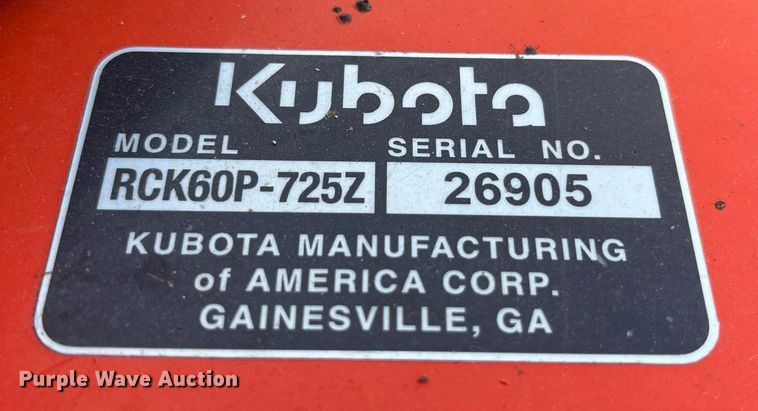 Kubota
MODEL SERIAL NO.
RCK60P-725Z 26905
KUBOTA MANUFACTURING
of AMERICA CORP.
GAINESVILLE, GA
Purple Wave Auction